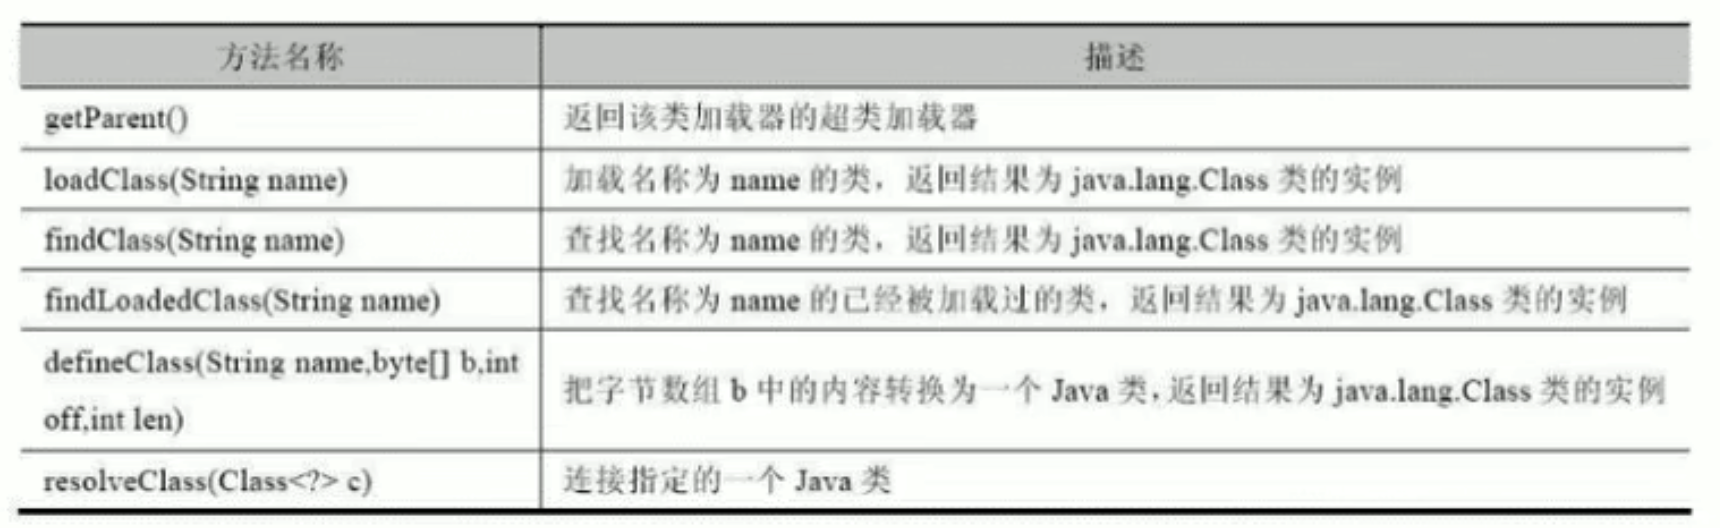 方法名称 描述
getParent() 返回该类加载器的超类加载器
loadClass(String name) 加载名称为 name 的类，返回结果为 java.lang.Class 类的实例
findClass(String name) 查找名称为 name 的类，返回结果为 java.lang.Class 类的实例
findLoadedClass(String name) 查找名称为 name 的已经被加载过的类，返回结果为 java.lang.Class 类的实例
defineClass(String name,byte[] b,int
off,int len)
把字节数组 b 中的内容转换为一个 Java 类，返回结果为 java.lang.Class 类的实例
resolveClass(Class<?> c) 连接指定的一个 Java 类